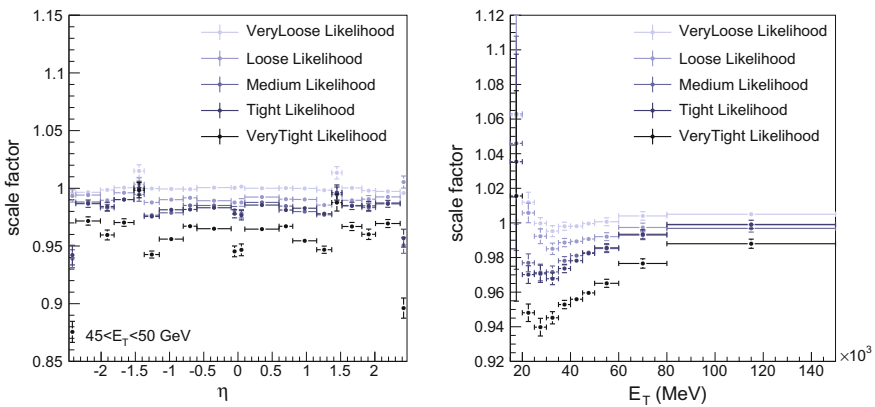 scale factor
1.15
1.1
1.05
1
0.95
0.9
0.85
VeryLoose Likelihood
Loose Likelihood
Medium Likelihood
Tight Likelihood
VeryTight Likelihood
45<E_T<50 GeV
-2 -1.5 -1 -0.5 0 0.5 1 1.5 2
η
scale factor
1.12
1.1
1.08
1.06
1.04
1.02
1
0.98
0.96
0.94
0.92
VeryLoose Likelihood
Loose Likelihood
Medium Likelihood
Tight Likelihood
VeryTight Likelihood
20 40 60 80 100 120 140
×10³
E_T (MeV)